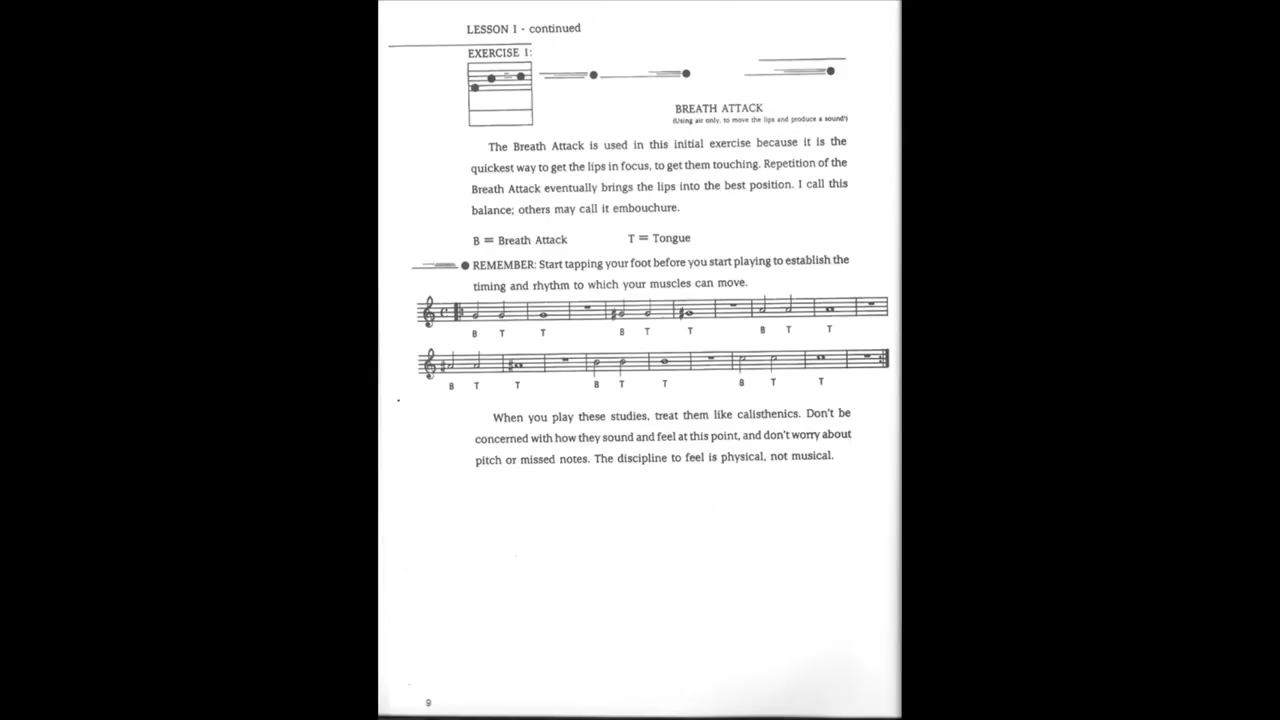 LESSON 1 - continued
EXERCISE 1:
BREATH ATTACK
(Using air only, to move the lips and produce a sound!)
The Breath Attack is used in this initial exercise because it is the
quickest way to get the lips in focus, to get them touching. Repetition of the
Breath Attack eventually brings the lips into the best position. I call this
balance; others may call it embouchure.
B = Breath Attack T = Tongue
REMEMBER: Start tapping your foot before you start playing to establish the
timing and rhythm to which your muscles can move.
B T T B T T B T T
B T T B T T B T T
When you play these studies, treat them like calisthenics. Don't be
concerned with how they sound and feel at this point, and don't worry about
pitch or missed notes. The discipline to feel is physical, not musical.
9